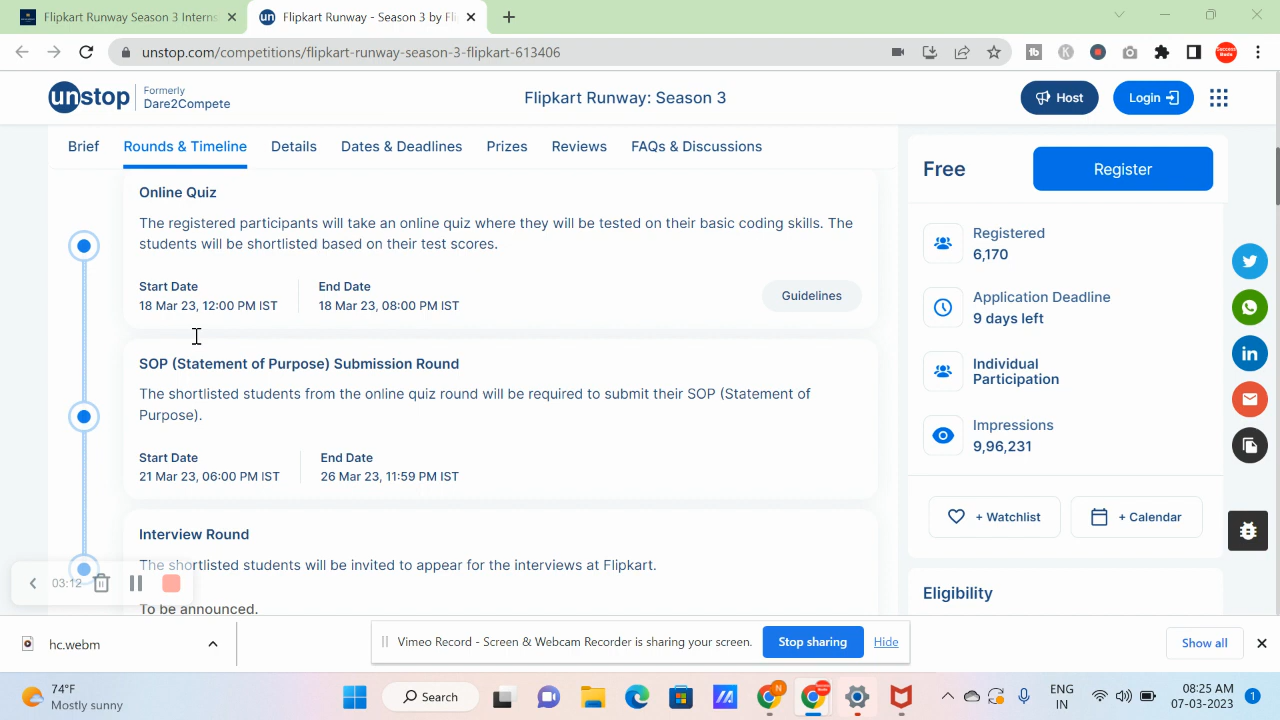 Flipkart Runway Season 3 Interns
Flipkart Runway - Season 3 by Fl
unstop.com/competitions/flipkart-runway-season-3-flipkart-613406
unstop
Formerly
Dare2Compete
Flipkart Runway: Season 3
Host
Login
Brief
Rounds & Timeline
Details
Dates & Deadlines
Prizes
Reviews
FAQs & Discussions
Free
Register
Online Quiz
The registered participants will take an online quiz where they will be tested on their basic coding skills. The
students will be shortlisted based on their test scores.
Start Date
End Date
18 Mar 23, 12:00 PM IST
18 Mar 23, 08:00 PM IST
Guidelines
SOP (Statement of Purpose) Submission Round
The shortlisted students from the online quiz round will be required to submit their SOP (Statement of
Purpose).
Start Date
End Date
21 Mar 23, 06:00 PM IST
26 Mar 23, 11:59 PM IST
Interview Round
The shortlisted students will be invited to appear for the interviews at Flipkart.
To be announced.
Registered
6,170
Application Deadline
9 days left
Individual
Participation
Impressions
9,96,231
+ Watchlist
+ Calendar
Eligibility
03:12
hc.webm
Vimeo Record - Screen & Webcam Recorder is sharing your screen.
Stop sharing
Hide
Show all
74°F
Mostly sunny
Search
ENG
IN
08:25 AM
07-03-2023
1